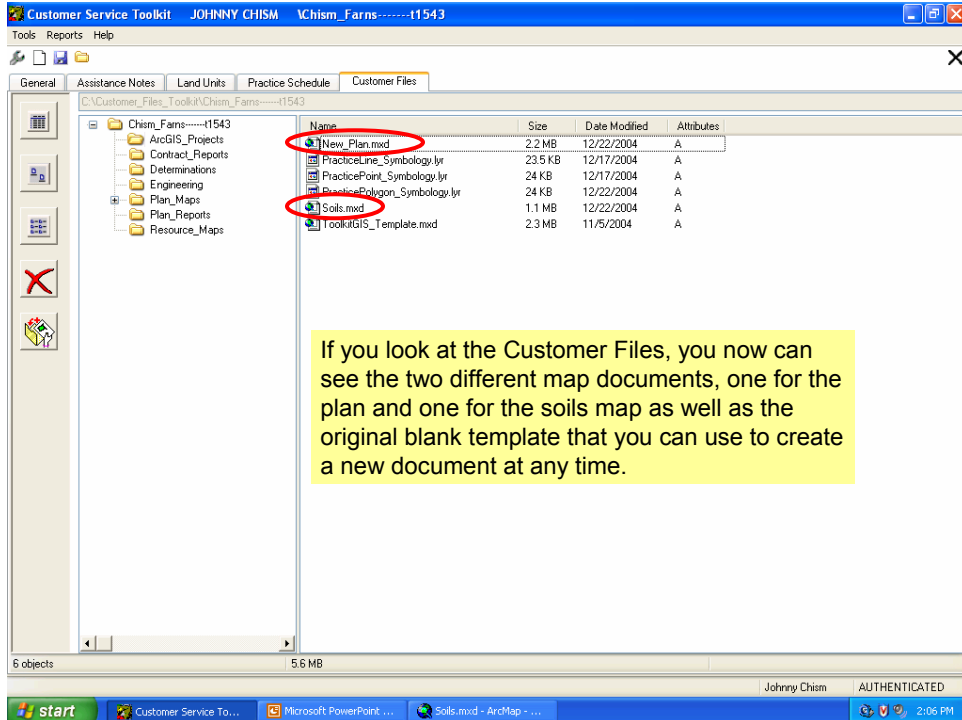 Customer Service Toolkit JOHNNY CHISM \Chism_Farns-------t1543
Tools Reports Help
General Assistance Notes Land Units Practice Schedule Customer Files
C:\Customer_Files_Toolkit\Chism_Farns-------t1543
Chism_Farns-------t1543
ArcGIS_Projects
Contract_Reports
Determinations
Engineering
Plan_Maps
Plan_Reports
Resource_Maps
Name Size Date Modified Attributes
New_Plan.mxd 2.2 MB 12/22/2004 A
PracticeLine_Symbology.lyr 23.5 KB 12/17/2004 A
PracticePoint_Symbology.lyr 24 KB 12/17/2004 A
PracticePolygon_Symbology.lyr 24 KB 12/22/2004 A
Soils.mxd 1.1 MB 12/22/2004 A
ToolkitGIS_Template.mxd 2.3 MB 11/5/2004 A
If you look at the Customer Files, you now can
see the two different map documents, one for the
plan and one for the soils map as well as the
original blank template that you can use to create
a new document at any time.
6 objects 5.6 MB
Johnny Chism AUTHENTICATED
start Customer Service To... Microsoft PowerPoint ... Soils.mxd - ArcMap - ... 2:06 PM